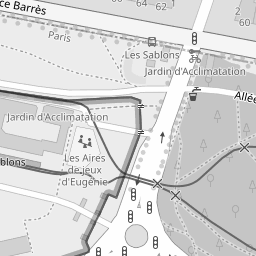 ce Barrès
2
62
60
64
Paris
Les Sablons
Jardin d'Acclimatation
Allée
Jardin d'Acclimatation
Les Aires
de jeux
d'Eugénie
blons